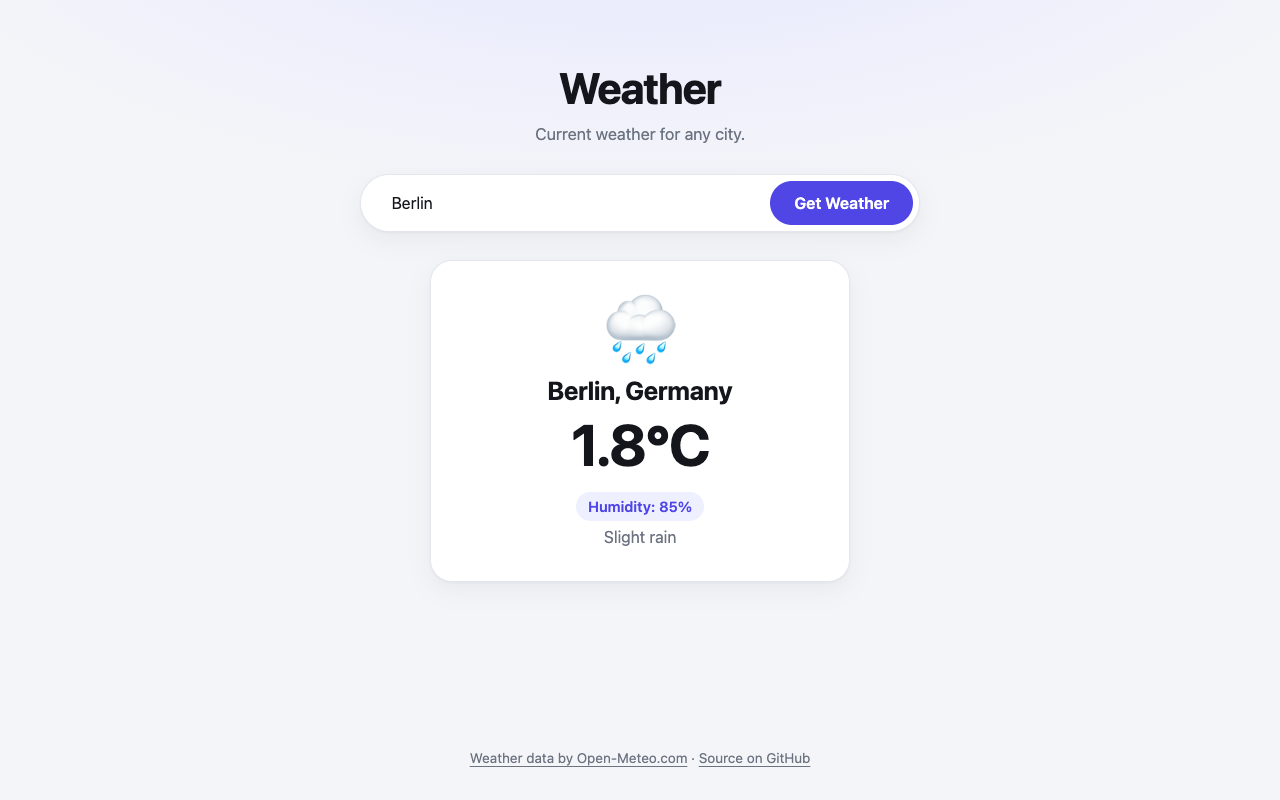 Weather
Current weather for any city.
Berlin
Get Weather
Berlin, Germany
1.8°C
Humidity: 85%
Slight rain
Weather data by Open-Meteo.com · Source on GitHub